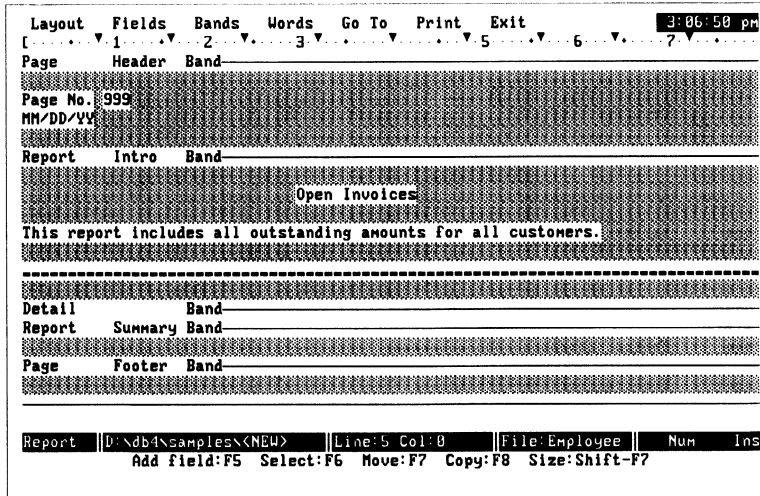 Layout Fields Bands Words Go To Print Exit 3:06:50 pm
[·····♦·▼·1·····♦▼····2····▼♦·····3·▼···♦·····▼·····♦···▼·5·····♦·▼···6·····▼♦·····7·▼···♦·····
Page Header Band
Page No. 999
MM/DD/YY
Report Intro Band
Open Invoices
This report includes all outstanding amounts for all customers.
Detail Band
Report Summary Band
Page Footer Band
Report D:\db4\samples\<NEW> Line:5 Col:0 File:Employee Num Ins
Add field:F5 Select:F6 Move:F7 Copy:F8 Size:Shift-F7